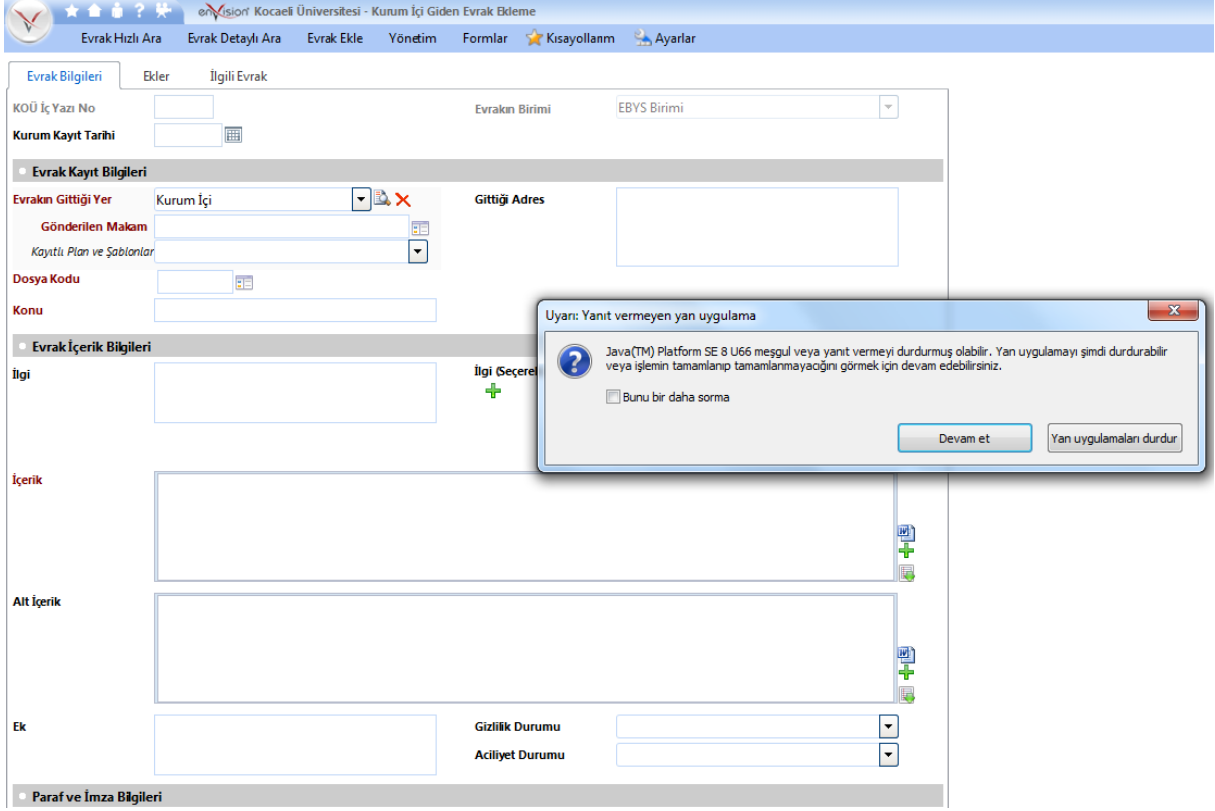 enVision Kocaeli Üniversitesi - Kurum İçi Giden Evrak Ekleme
Evrak Hızlı Ara Evrak Detaylı Ara Evrak Ekle Yönetim Formlar Kısayollarım Ayarlar
Evrak Bilgileri Ekler İlgili Evrak
KOÜ İç Yazı No Evrakın Birimi EBYS Birimi
Kurum Kayıt Tarihi
Evrak Kayıt Bilgileri
Evrakın Gittiği Yer Kurum İçi Gittiği Adres
Gönderilen Makam
Kayıtlı Plan ve Şablonlar
Dosya Kodu
Konu
Uyarı: Yanıt vermeyen yan uygulama
Java(TM) Platform SE 8 U66 meşgul veya yanıt vermeyi durdurmuş olabilir. Yan uygulamayı şimdi durdurabilir
veya işlemin tamamlanıp tamamlanmayacığını görmek için devam edebilirsiniz.
Bunu bir daha sorma
Devam et Yan uygulamaları durdur
Evrak İçerik Bilgileri
İlgi İlgi (Seçerek
İçerik
Alt İçerik
Ek Gizlilik Durumu
Aciliyet Durumu
Paraf ve İmza Bilgileri